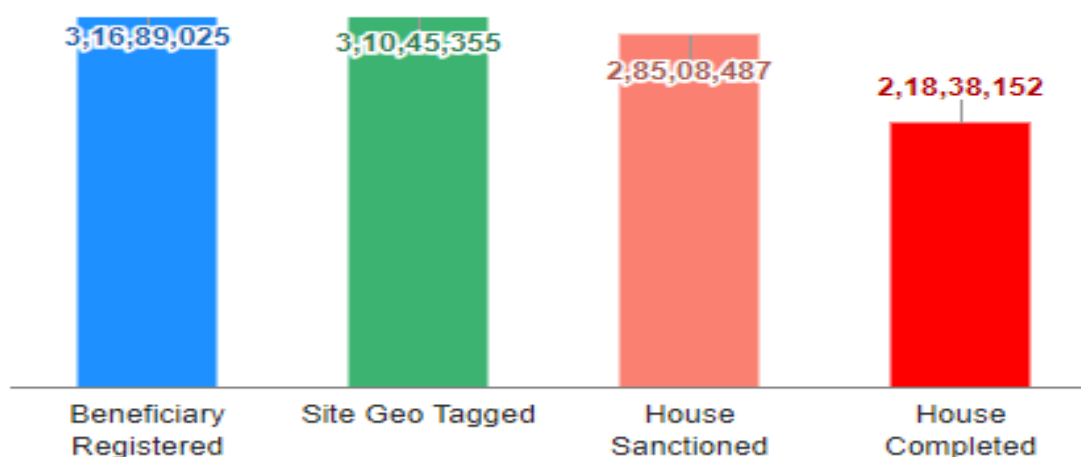 3,16,89,025
3,10,45,355
2,85,08,487
2,18,38,152
Beneficiary
Registered
Site Geo Tagged
House
Sanctioned
House
Completed